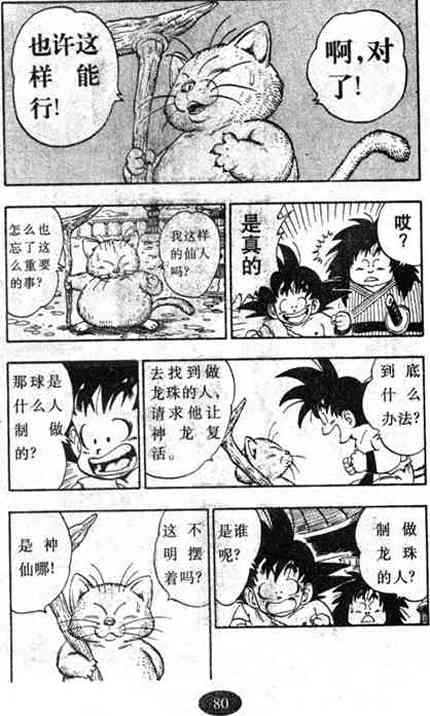 啊，对
了！
也许这
样能
行！
哎？
是真的
我这样
的仙人
吗？
怎么也
忘了这
么重要
的事？
到底
什么
办法？
去找到做
龙珠的人，
请求他让
神龙复
活。
那球是
什么人
制做
的？
制做
龙珠
的人？
是谁
呢？
这不
明摆
着吗？
是神
仙哪！
80